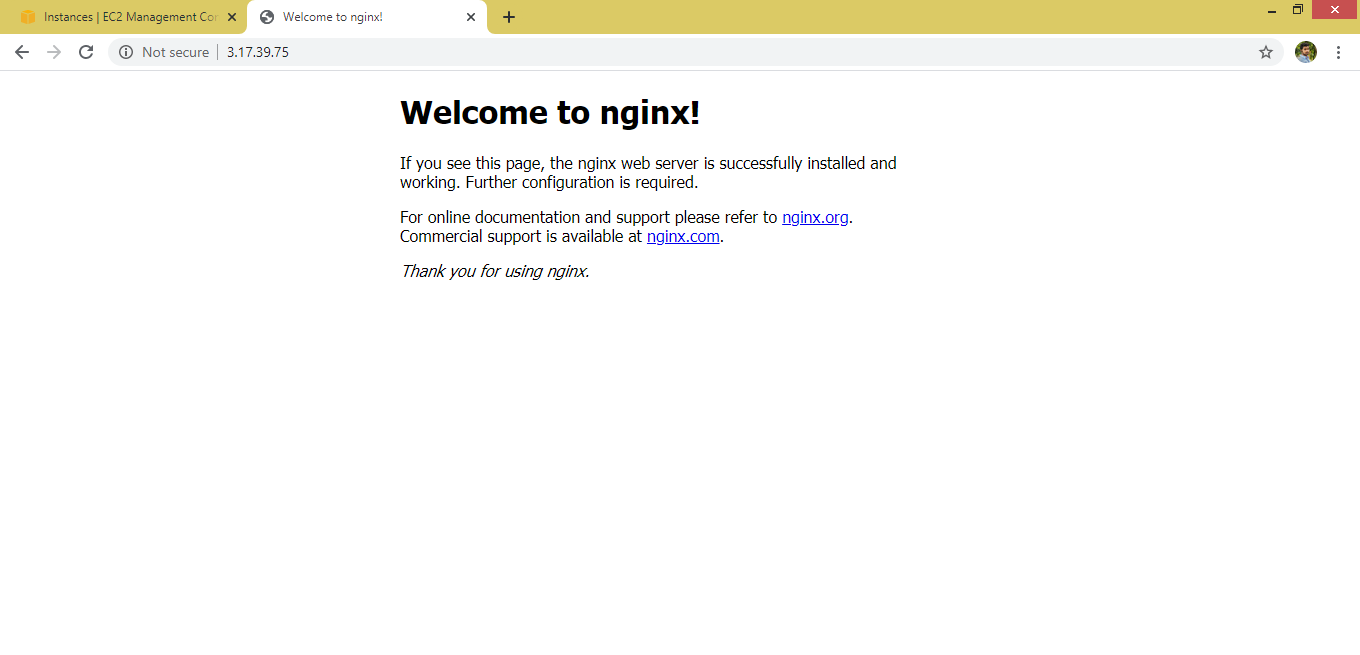 Instances | EC2 Management Con
Welcome to nginx!
Not secure
3.17.39.75
Welcome to nginx!
If you see this page, the nginx web server is successfully installed and
working. Further configuration is required.
For online documentation and support please refer to nginx.org.
Commercial support is available at nginx.com.
Thank you for using nginx.